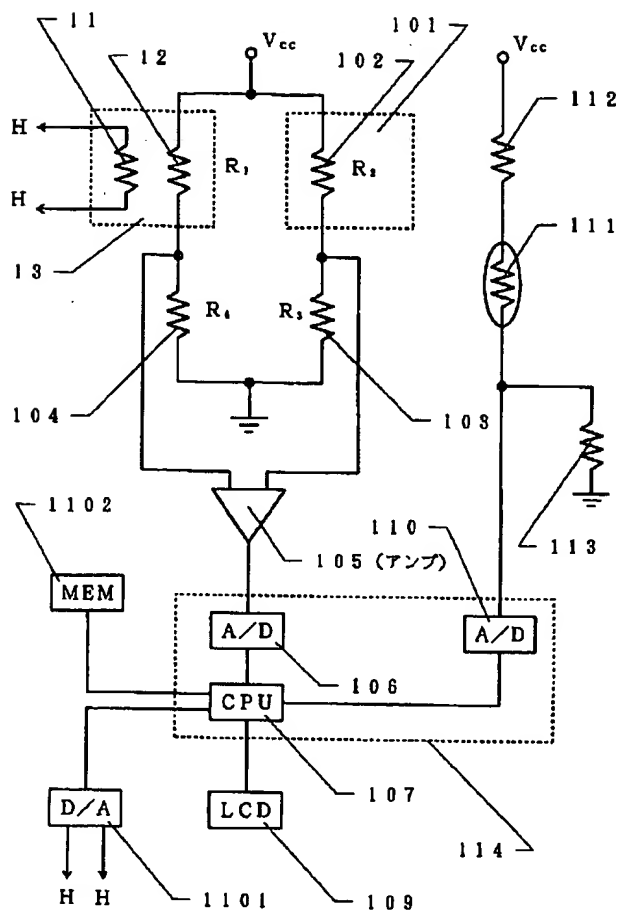 11
12
Vcc
101
102
Vcc
112
H
R1
R2
111
H
13
R4
R3
104
103
1102
110
105 (アンプ)
113
MEM
A/D
A/D
106
CPU
107
D/A
LCD
114
H H
1101
109